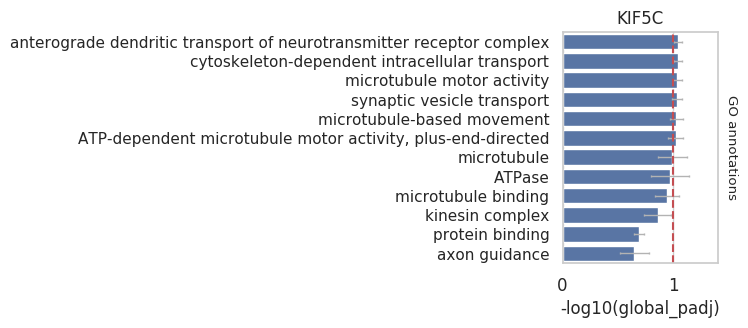 KIF5C
anterograde dendritic transport of neurotransmitter receptor complex
cytoskeleton-dependent intracellular transport
microtubule motor activity
synaptic vesicle transport
microtubule-based movement
ATP-dependent microtubule motor activity, plus-end-directed
microtubule
ATPase
microtubule binding
kinesin complex
protein binding
axon guidance
GO annotations
0 1
-log10(global_padj)